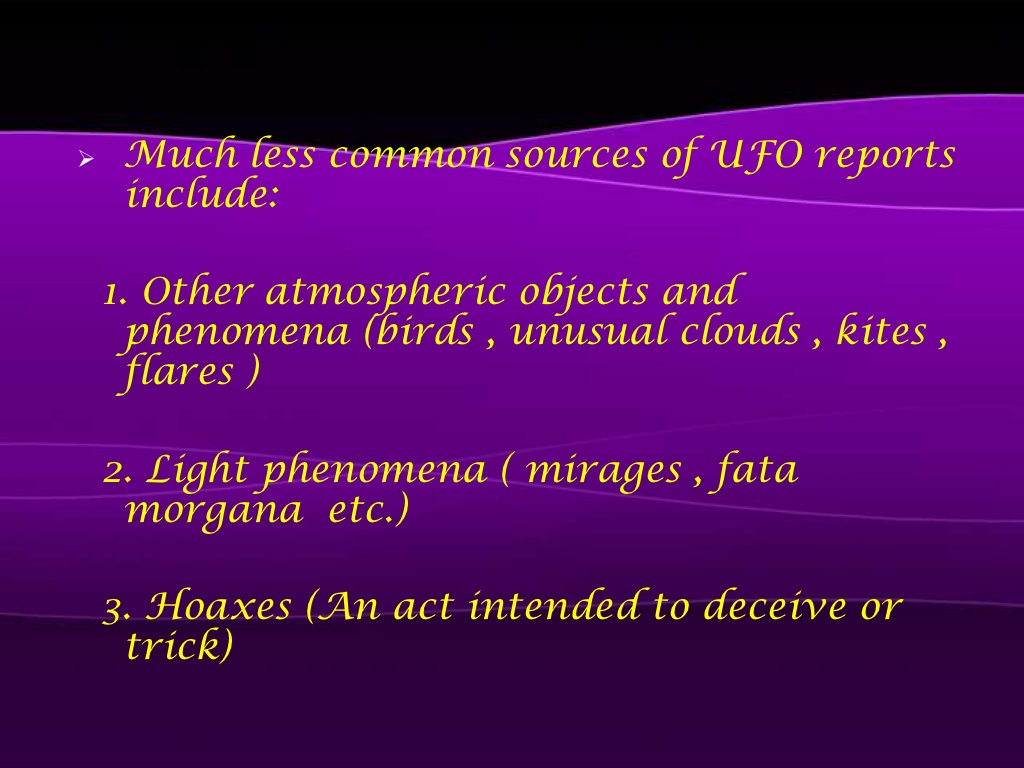 Much less common sources of UFO reports
include:
1. Other atmospheric objects and
phenomena (birds , unusual clouds , kites ,
flares )
2. Light phenomena ( mirages , fata
morgana  etc.)
3. Hoaxes (An act intended to deceive or
trick)